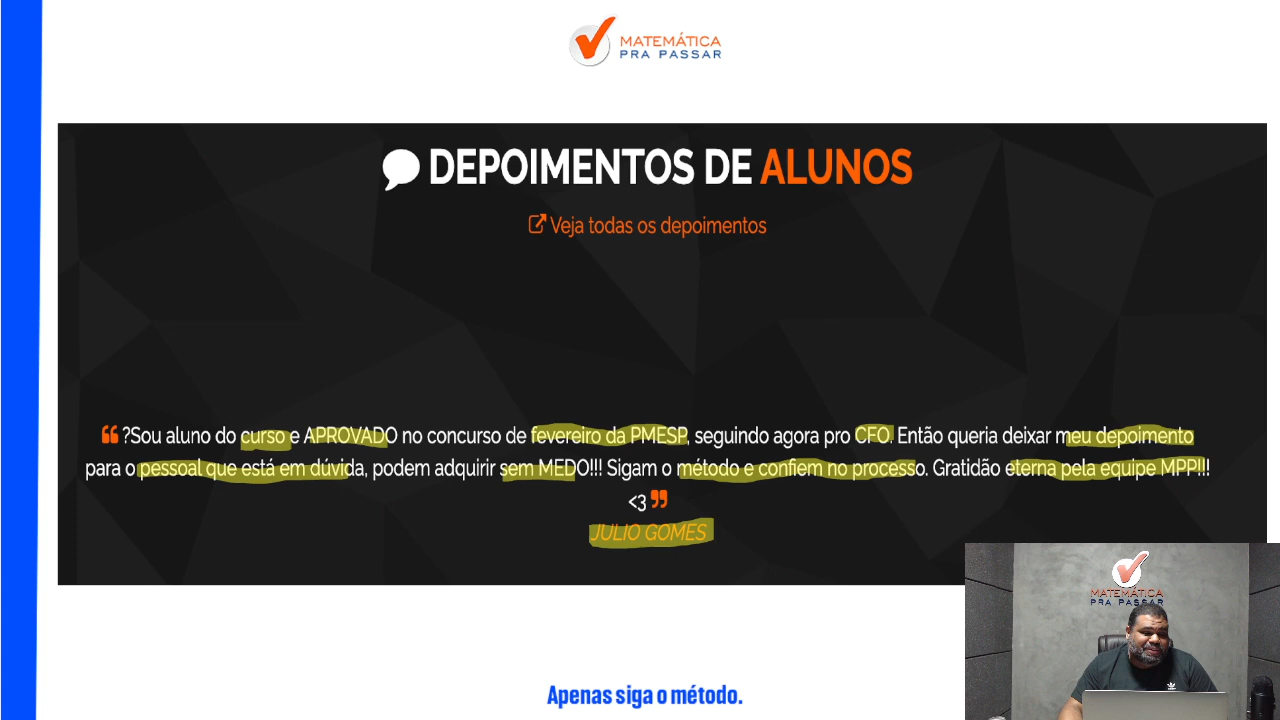 MATEMÁTICA
PRA PASSAR
DEPOIMENTOS DE ALUNOS
Veja todas os depoimentos
“?Sou aluno do curso e APROVADO no concurso de fevereiro da PMESP, seguindo agora pro CFO. Então queria deixar meu depoimento
para o pessoal que está em dúvida, podem adquirir sem MEDO!!! Sigam o método e confiem no processo. Gratidão eterna pela equipe MPP!!!
<3 ”
JULIO GOMES
MATEMÁTICA
PRA PASSAR
Apenas siga o método.